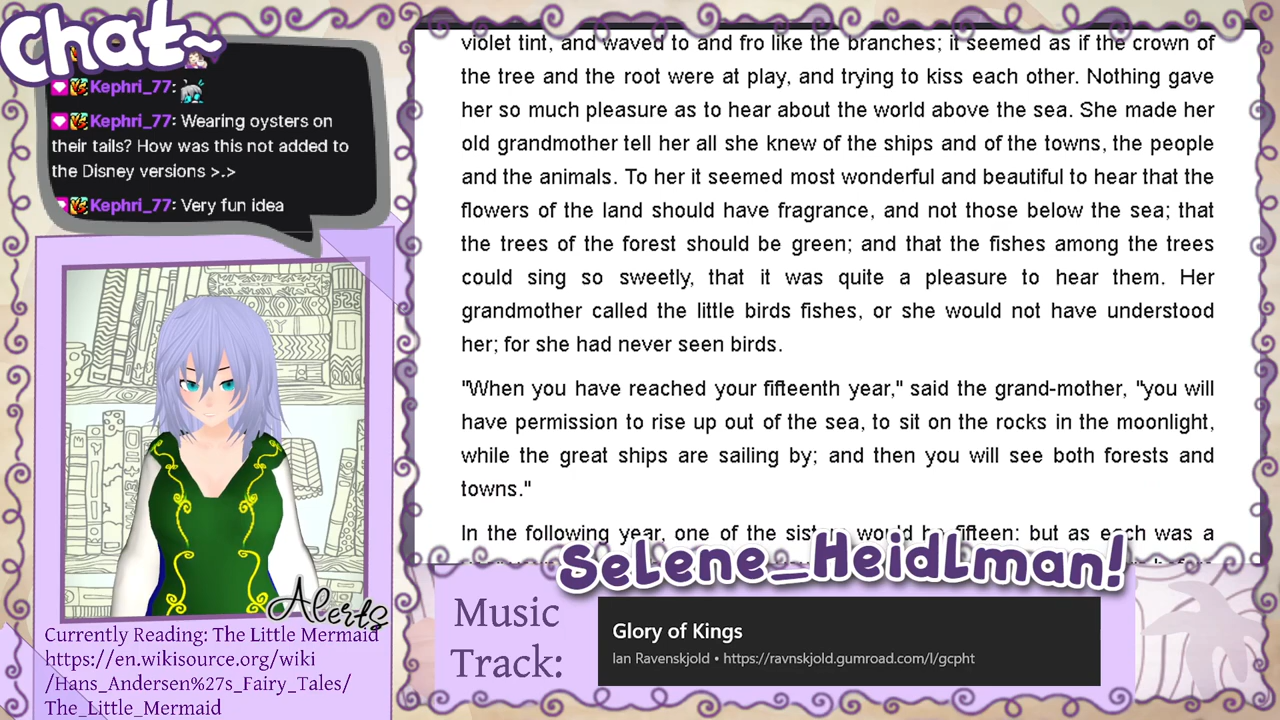 Chat~
Kephri_77:
Kephri_77: Wearing oysters on
their tails? How was this not added to
the Disney versions >.>
Kephri_77: Very fun idea
violet tint, and waved to and fro like the branches; it seemed as if the crown of
the tree and the root were at play, and trying to kiss each other. Nothing gave
her so much pleasure as to hear about the world above the sea. She made her
old grandmother tell her all she knew of the ships and of the towns, the people
and the animals. To her it seemed most wonderful and beautiful to hear that the
flowers of the land should have fragrance, and not those below the sea; that
the trees of the forest should be green; and that the fishes among the trees
could sing so sweetly, that it was quite a pleasure to hear them. Her
grandmother called the little birds fishes, or she would not have understood
her; for she had never seen birds.
"When you have reached your fifteenth year," said the grand-mother, "you will
have permission to rise up out of the sea, to sit on the rocks in the moonlight,
while the great ships are sailing by; and then you will see both forests and
towns."
In the following year, one of the sisters would be fifteen: but as each was a
Selene_Heidlman!
Alerts
Currently Reading: The Little Mermaid
https://en.wikisource.org/wiki
/Hans_Andersen%27s_Fairy_Tales/
The_Little_Mermaid
Music
Track:
Glory of Kings
Ian Ravenskjold • https://ravnskjold.gumroad.com/l/gcpht